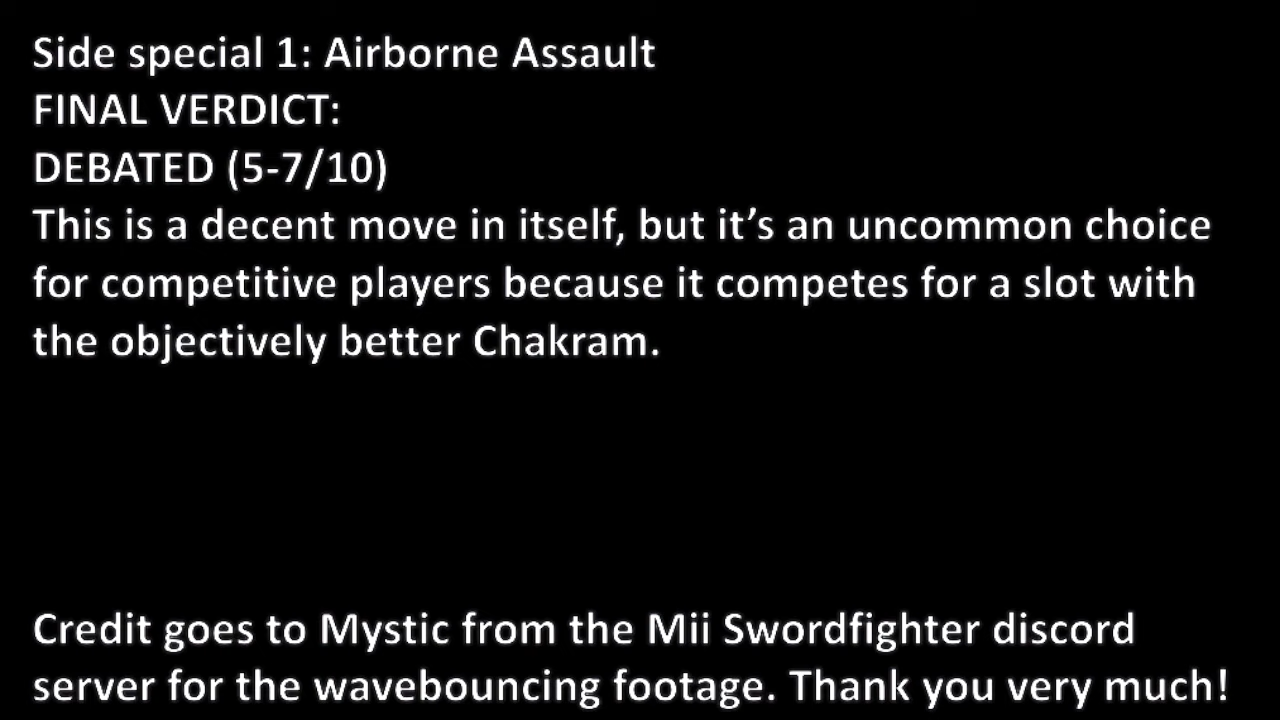 Side special 1: Airborne Assault
FINAL VERDICT:
DEBATED (5-7/10)
This is a decent move in itself, but it’s an uncommon choice
for competitive players because it competes for a slot with
the objectively better Chakram.
Credit goes to Mystic from the Mii Swordfighter discord
server for the wavebouncing footage. Thank you very much!